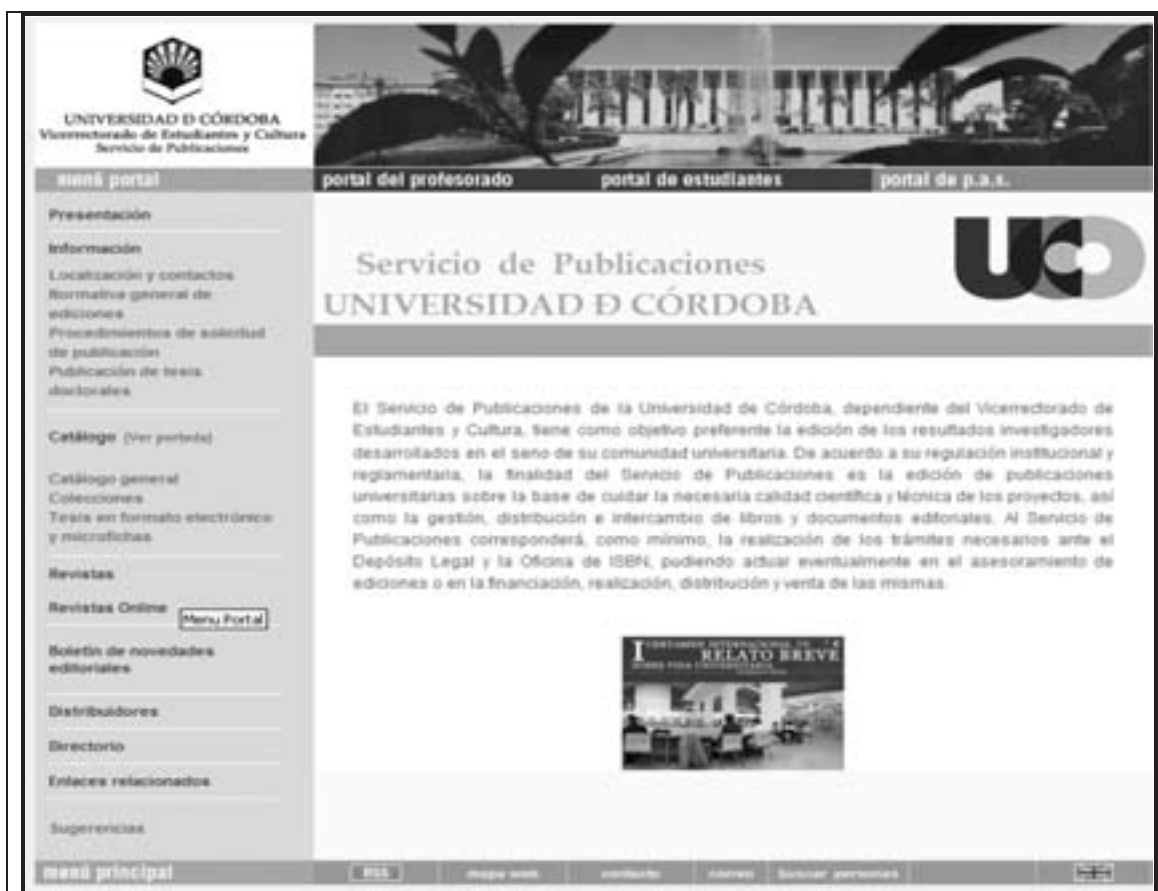 UNIVERSIDAD Ð CÓRDOBA
Vicerrectorado de Estudiantes y Cultura
Servicio de Publicaciones
menú portal
portal del profesorado
portal de estudiantes
portal de p.a.s.
Presentación
Información
Localización y contactos
Normativa general de
ediciones
Procedimientos de solicitud
de publicación
Publicación de tesis
doctorales
Catálogo (Ver portada)
Catálogo general
Colecciones
Tesis en formato electrónico
y microfichas
Revistas
Revistas Online
Menu Portal
Boletín de novedades
editoriales
Distribuidores
Directorio
Enlaces relacionados
Sugerencias
Servicio de Publicaciones
UNIVERSIDAD Ð CÓRDOBA
UCO
El Servicio de Publicaciones de la Universidad de Córdoba, dependiente del Vicerrectorado de
Estudiantes y Cultura, tiene como objetivo preferente la edición de los resultados investigadores
desarrollados en el seno de su comunidad universitaria. De acuerdo a su regulación institucional y
reglamentaria, la finalidad del Servicio de Publicaciones es la edición de publicaciones
universitarias sobre la base de cuidar la necesaria calidad científica y técnica de los proyectos, así
como la gestión, distribución e intercambio de libros y documentos editoriales. Al Servicio de
Publicaciones corresponderá, como mínimo, la realización de los trámites necesarios ante el
Depósito Legal y la Oficina de ISBN, pudiendo actuar eventualmente en el asesoramiento de
ediciones o en la financiación, realización, distribución y venta de las mismas.
I CERTAMEN INTERNACIONAL DE
RELATO BREVE
SOBRE VIDA UNIVERSITARIA
menú principal
RSS
mapa web
contacto
correo
buscar personas